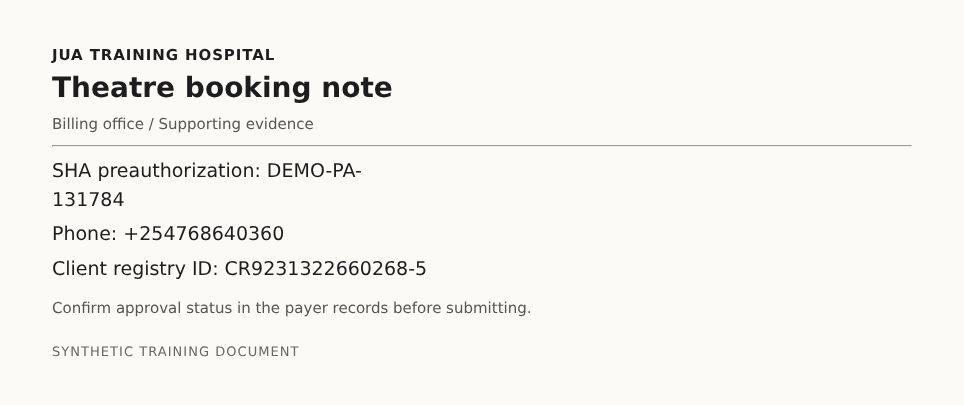 JUA TRAINING HOSPITAL
Theatre booking note
Billing office / Supporting evidence
SHA preauthorization: DEMO-PA-
131784
Phone: +254768640360
Client registry ID: CR9231322660268-5
Confirm approval status in the payer records before submitting.
SYNTHETIC TRAINING DOCUMENT